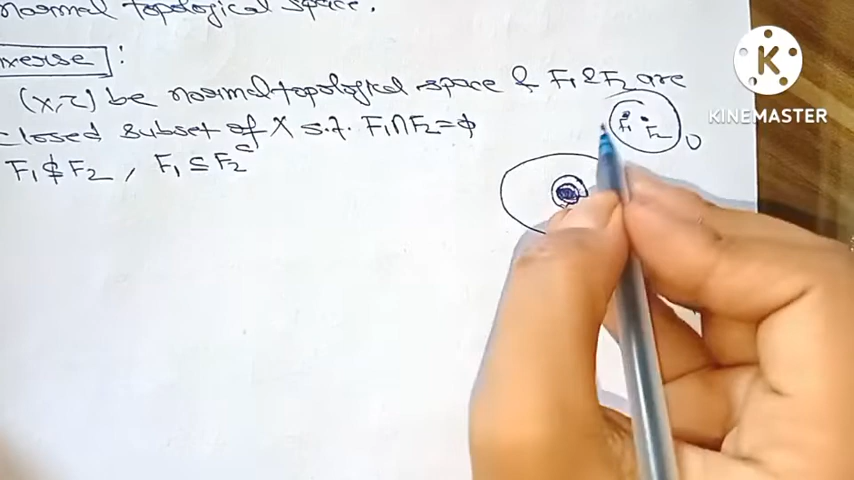 normal topological space.
nverse :
(X,τ) be normal topological space & F₁ & F₂ are
closed subset of X s.t. F₁∩F₂=ϕ
F₁ ⊄ F₂ , F₁ ⊆ F₂ᶜ
F₁ F₂ U
KINEMASTER